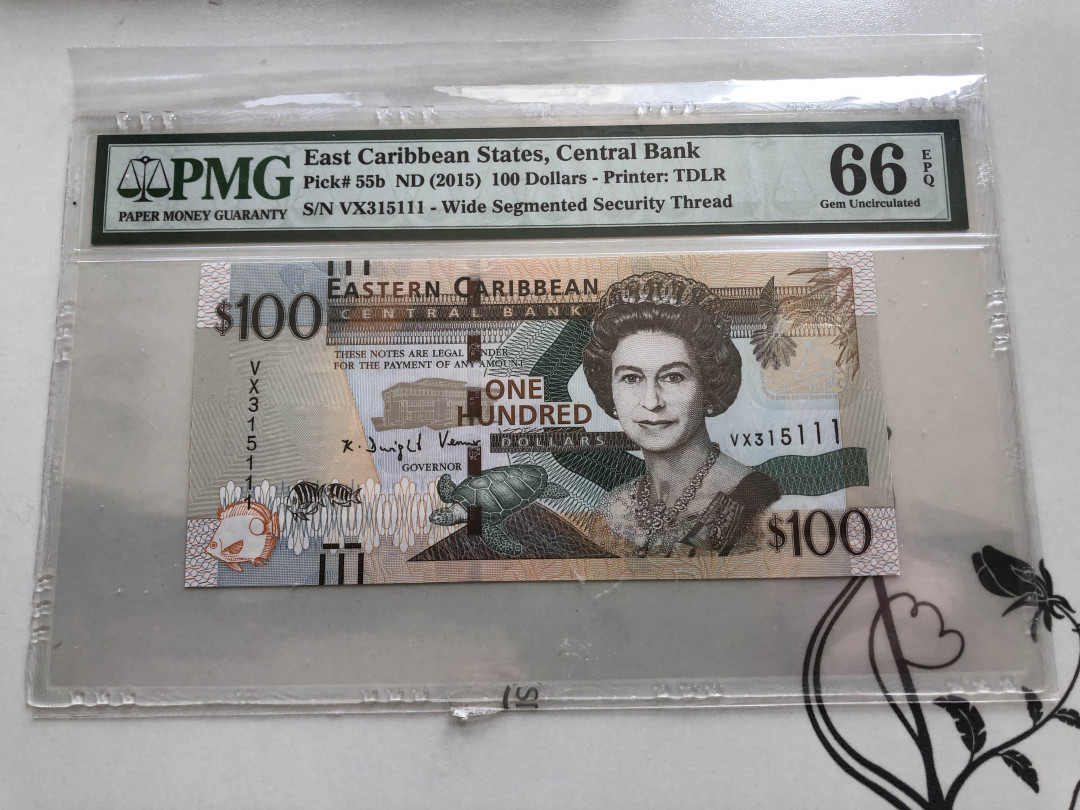 PMG
PAPER MONEY GUARANTY
East Caribbean States, Central Bank
Pick# 55b ND (2015) 100 Dollars - Printer: TDLR
S/N VX315111 - Wide Segmented Security Thread
66
EPQ
Gem Uncirculated
$100
EASTERN CARIBBEAN
CENTRAL BANK
THESE NOTES ARE LEGAL TENDER
FOR THE PAYMENT OF ANY AMOUNT
VX315111
ONE
HUNDRED
DOLLARS
K. Dwight Venner
GOVERNOR
VX315111
$100